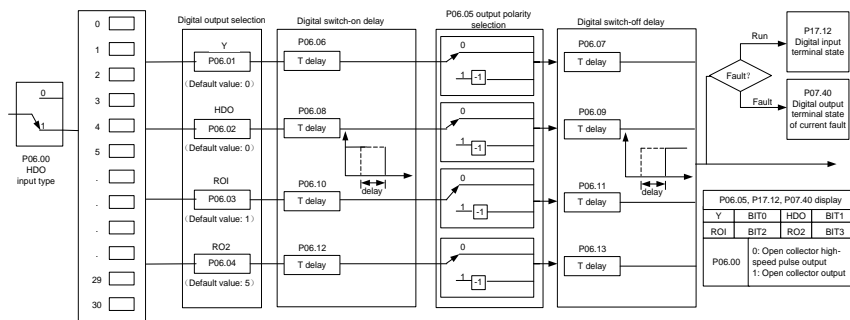 0
1
P06.00
HDO
input type
0
1
2
3
4
5
.
.
.
.
29
30
Digital output selection
Y
P06.01
（Default value: 0）
HDO
P06.02
（Default value: 0）
ROI
P06.03
（Default value: 1）
RO2
P06.04
（Default value: 5）
Digital switch-on delay
P06.06
T delay
P06.08
T delay
delay
P06.10
T delay
P06.12
T delay
P06.05 output polarity
selection
0
1
-1
0
1
-1
0
1
-1
0
1
-1
Digital switch-off delay
P06.07
T delay
P06.09
T delay
delay
P06.11
T delay
P06.13
T delay
Run
Fault?
Fault
P17.12
Digital input
terminal state
P07.40
Digital output
terminal state
of current fault
P06.05, P17.12, P07.40 display
Y BIT0 HDO BIT1
ROI BIT2 RO2 BIT3
P06.00
0: Open collector high-
speed pulse output
1: Open collector output